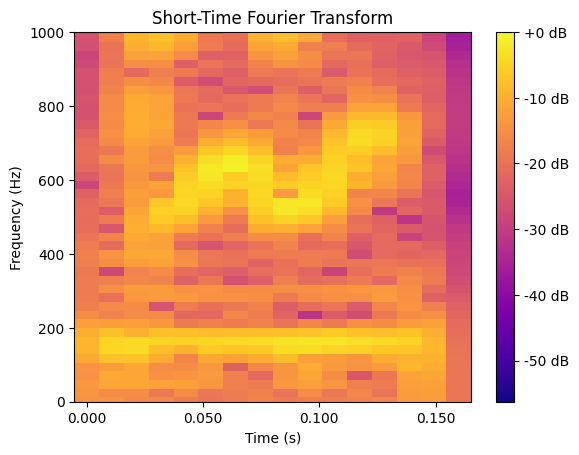 Short-Time Fourier Transform
1000
800
600
400
200
0
Frequency (Hz)
0.000
0.050
0.100
0.150
Time (s)
+0 dB
-10 dB
-20 dB
-30 dB
-40 dB
-50 dB